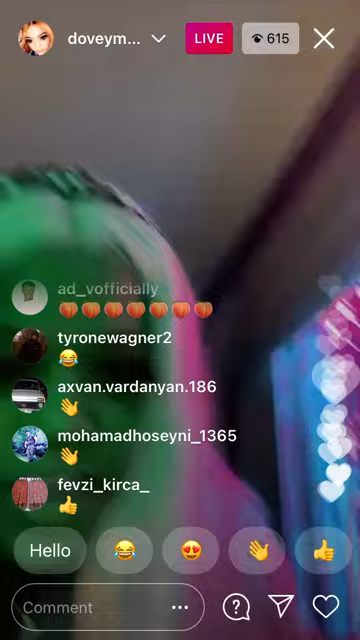 doveym...
LIVE
615
ad_vofficially
🍑🍑🍑🍑🍑🍑🍑
tyronewagner2
😂
axvan.vardanyan.186
👋
mohamadhoseyni_1365
👋
fevzi_kirca_
👍
Hello 😂 😍 👋 👍
Comment ...